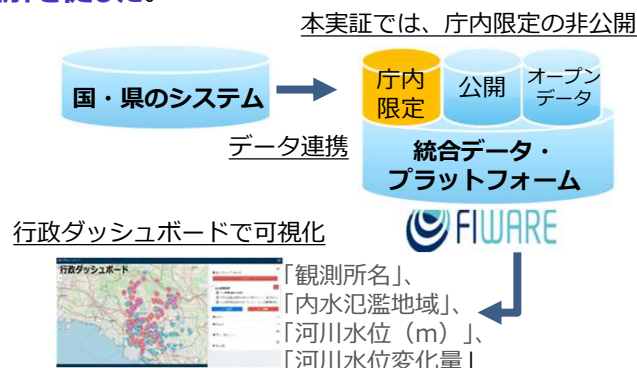 を促した。
本実証では、庁内限定の非公開
国・県のシステム
庁内
限定
公開
オープン
データ
データ連携
統合データ・
プラットフォーム
FIWARE
行政ダッシュボードで可視化
行政ダッシュボード
「観測所名」、
「内水氾濫地域」、
「河川水位（m）」、
「河川水位変化量」